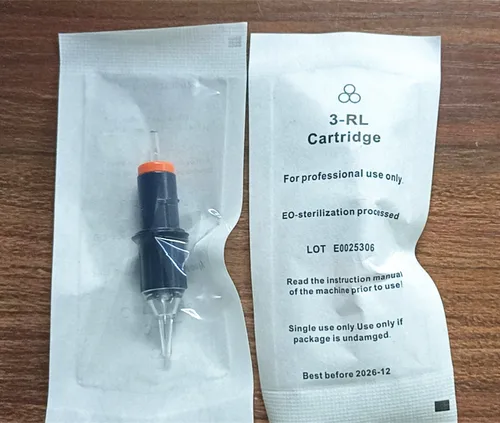 3-RL
Cartridge
For professional use only.
EO-sterilization processed
LOT E0025306
Read the instruction manual
of the machine prior to use!
Single use only Use only if
package is undamged.
Best before 2026-12